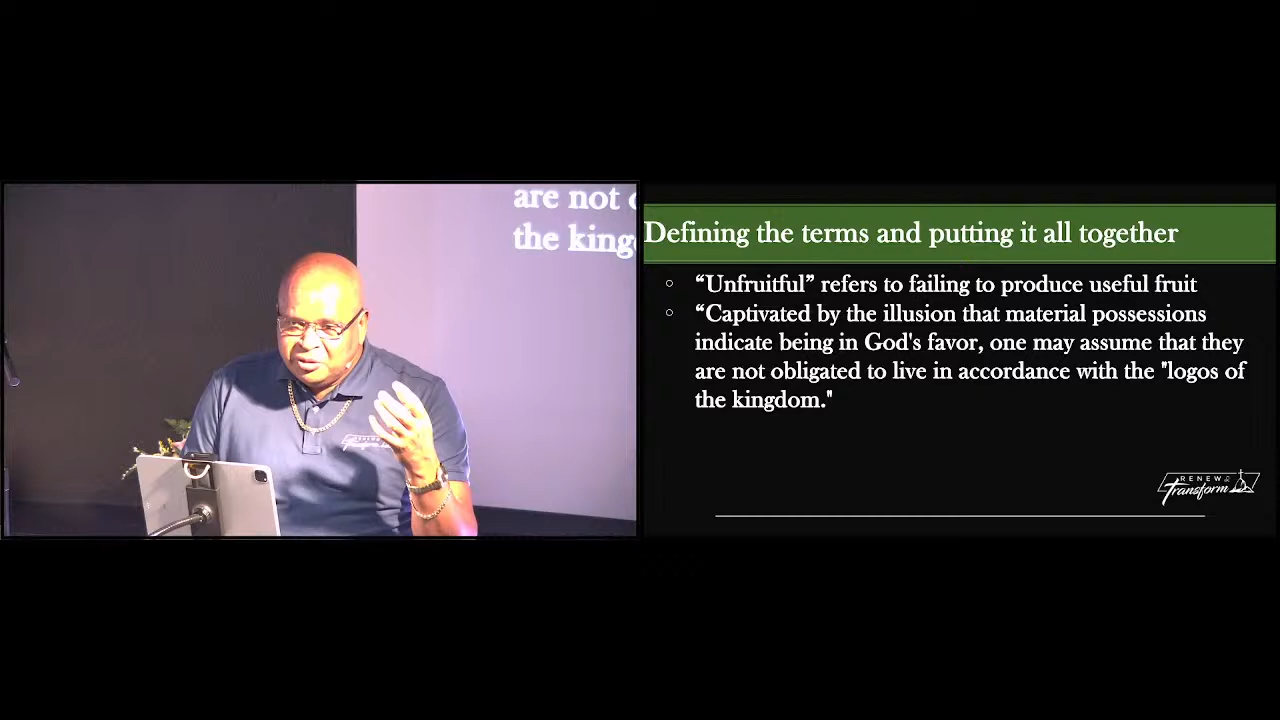 are not
the king
Defining the terms and putting it all together
“Unfruitful” refers to failing to produce useful fruit
“Captivated by the illusion that material possessions
indicate being in God's favor, one may assume that they
are not obligated to live in accordance with the "logos of
the kingdom."
RENEW
Transform